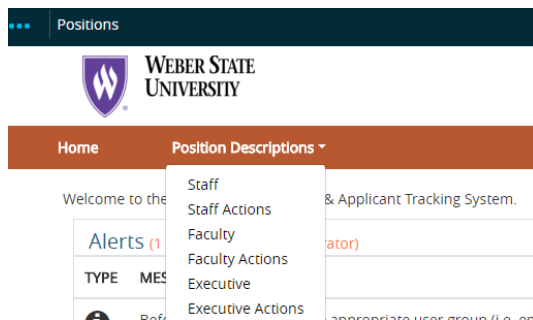 Positions
WEBER STATE
UNIVERSITY
Home Position Descriptions
Welcome to the & Applicant Tracking System.
Staff
Staff Actions
Faculty
Faculty Actions
Executive
Executive Actions
Alerts (1 rator)
TYPE MES
appropriate user group (i.e. en